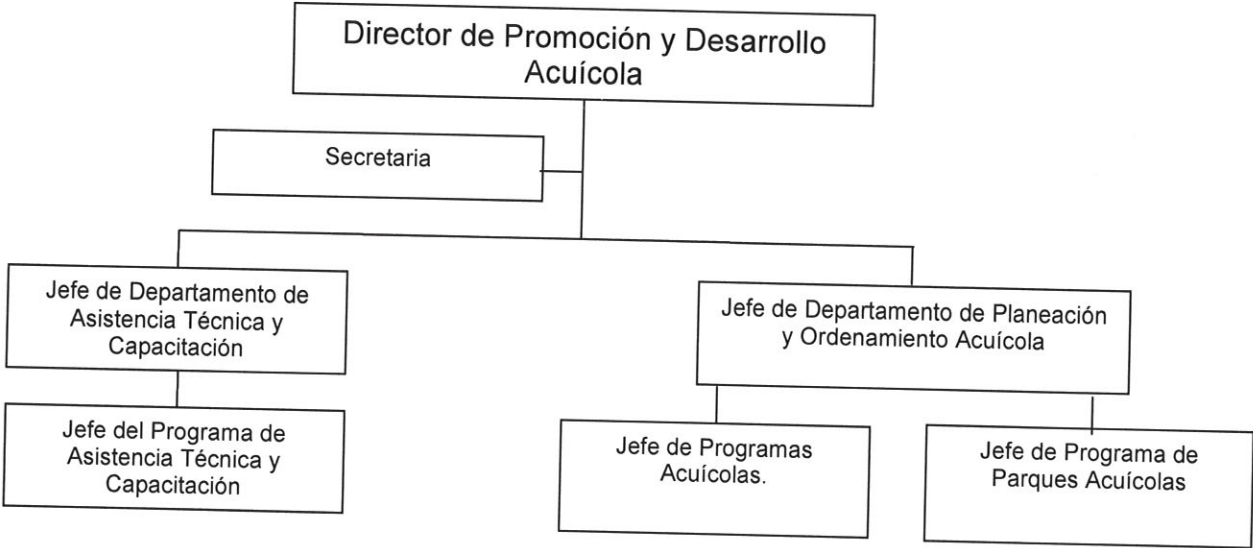 Director de Promoción y Desarrollo
Acuícola
Secretaria
Jefe de Departamento de
Asistencia Técnica y
Capacitación
Jefe de Departamento de Planeación
y Ordenamiento Acuícola
Jefe del Programa de
Asistencia Técnica y
Capacitación
Jefe de Programas
Acuícolas.
Jefe de Programa de
Parques Acuícolas